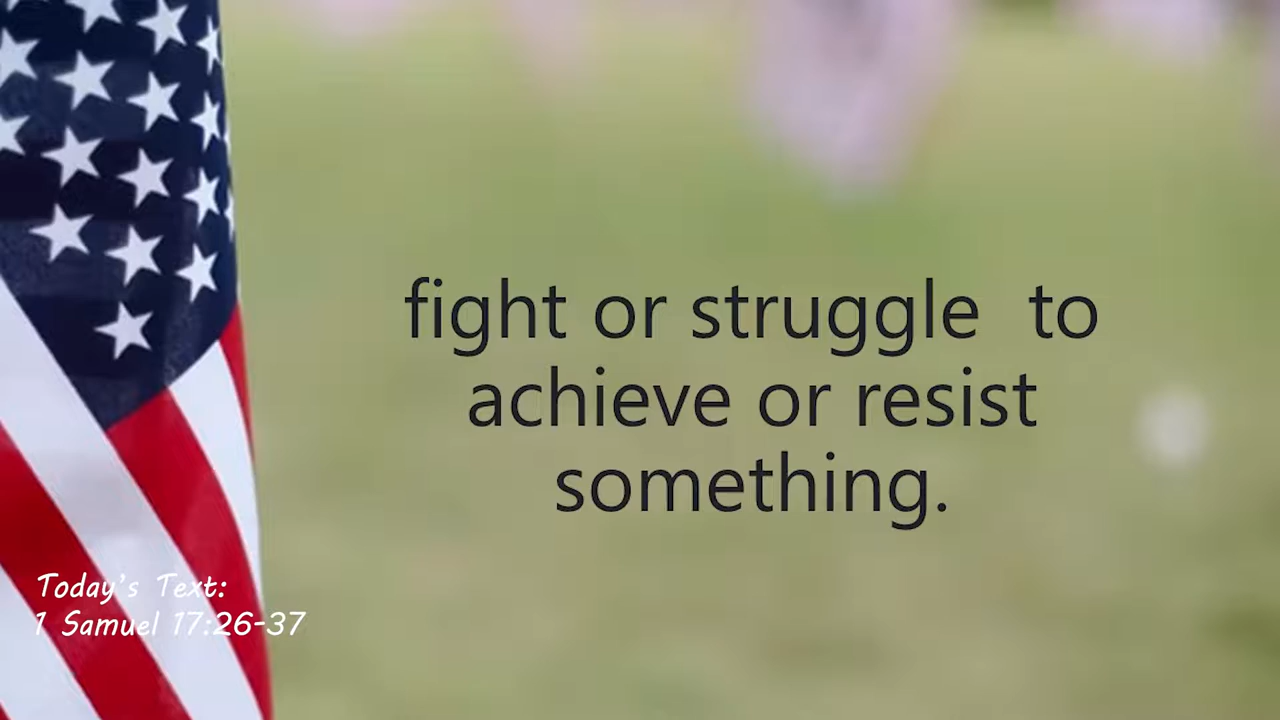 fight or struggle  to
achieve or resist
something.
Today's Text:
1 Samuel 17:26-37